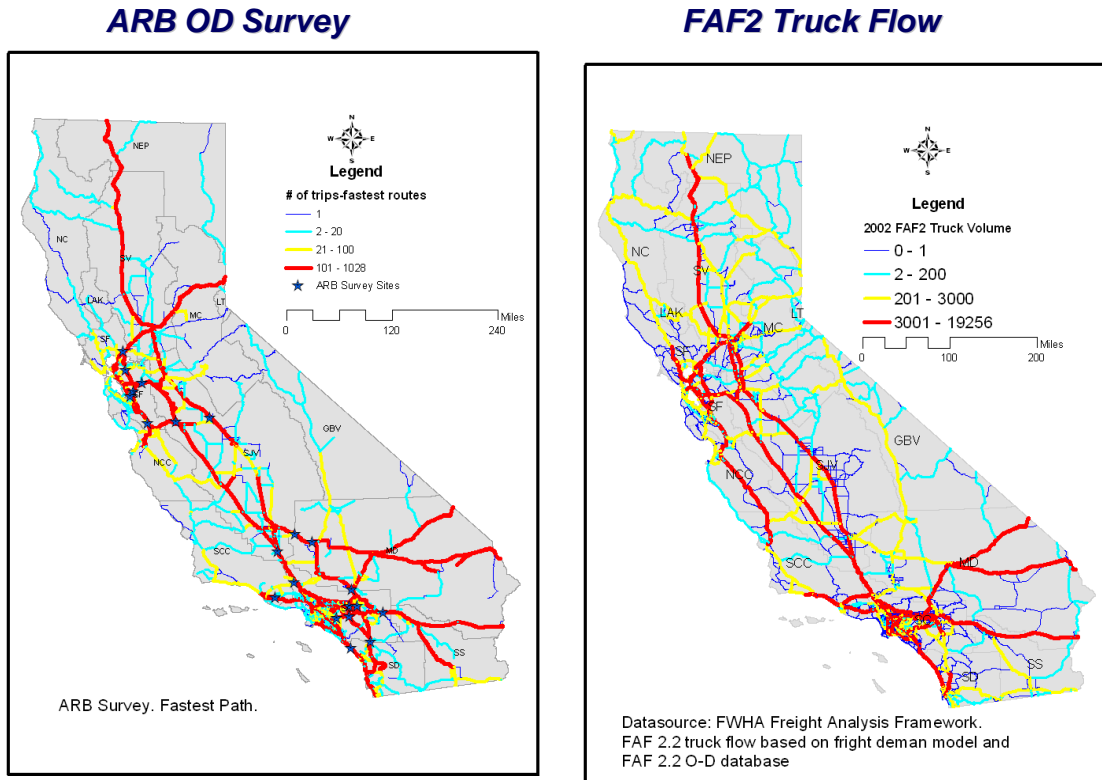 ARB OD Survey
N
W E
S
Legend
# of trips-fastest routes
1
2 - 20
21 - 100
101 - 1028
ARB Survey Sites
Miles
0 120 240
NEP
NC
SV
LAK
LT
MC
SF
SF
GBV
SJV
NCC
MD
SCC
SS
SD
ARB Survey. Fastest Path.
FAF2 Truck Flow
N
W E
S
Legend
2002 FAF2 Truck Volume
0 - 1
2 - 200
201 - 3000
3001 - 19256
Miles
0 100 200
NEP
NC
SV
LAK
LT
MC
SF
SF
GBV
SJV
NCC
MD
SCC
SS
SD
Datasource: FWHA Freight Analysis Framework.
FAF 2.2 truck flow based on fright deman model and
FAF 2.2 O-D database